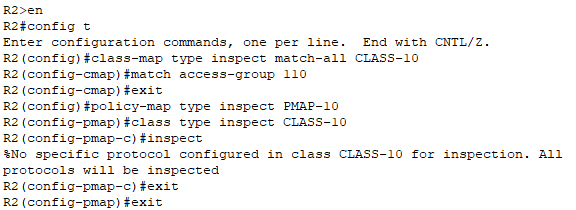 R2>en
R2#config t
Enter configuration commands, one per line.  End with CNTL/Z.
R2(config)#class-map type inspect match-all CLASS-10
R2(config-cmap)#match access-group 110
R2(config-cmap)#exit
R2(config)#policy-map type inspect PMAP-10
R2(config-pmap)#class type inspect CLASS-10
R2(config-pmap-c)#inspect
%No specific protocol configured in class CLASS-10 for inspection. All
protocols will be inspected
R2(config-pmap-c)#exit
R2(config-pmap)#exit